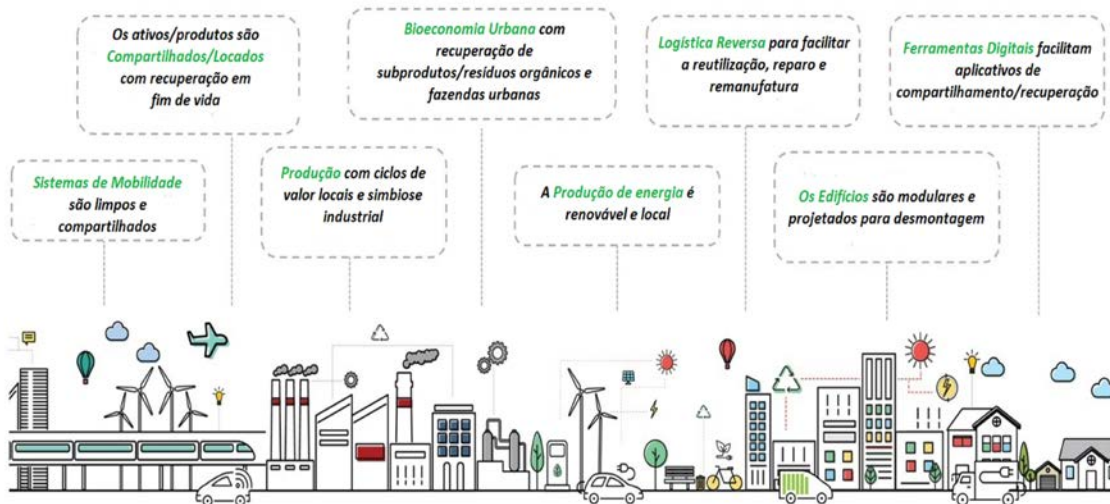 Os ativos/produtos são
Compartilhados/Locados
com recuperação em
fim de vida
Bioeconomia Urbana com
recuperação de
subprodutos/resíduos orgânicos e
fazendas urbanas
Logística Reversa para facilitar
a reutilização, reparo e
remanufatura
Ferramentas Digitais facilitam
aplicativos de
compartilhamento/recuperação
Sistemas de Mobilidade
são limpos e
compartilhados
Produção com ciclos de
valor locais e simbiose
industrial
A Produção de energia é
renovável e local
Os Edifícios são modulares e
projetados para desmontagem